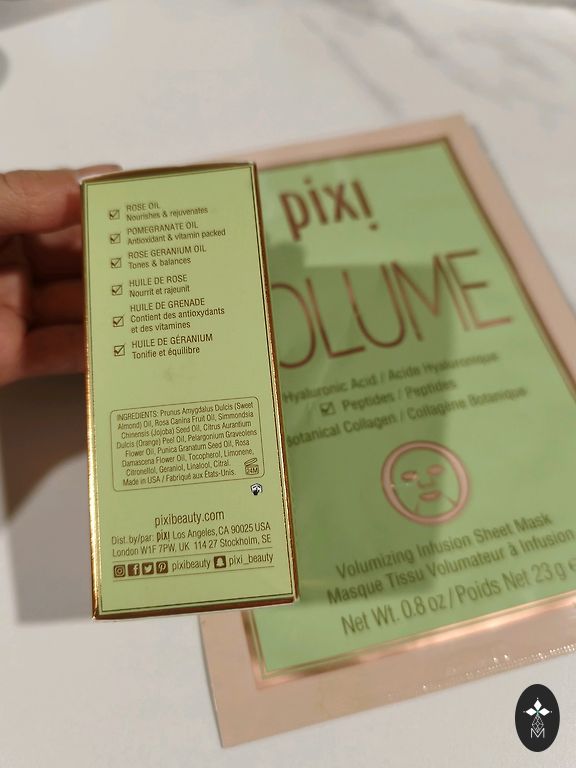 ROSE OIL
Nourishes & rejuvenates
POMEGRANATE OIL
Antioxidant & vitamin packed
ROSE GERANIUM OIL
Tones & balances
HUILE DE ROSE
Nourrit et rajeunit
HUILE DE GRENADE
Contient des antioxydants
et des vitamines
HUILE DE GÉRANIUM
Tonifie et équilibre
INGREDIENTS: Prunus Amygdalus Dulcis (Sweet
Almond) Oil, Rosa Canina Fruit Oil, Simmondsia
Chinensis (Jojoba) Seed Oil, Citrus Aurantium
Dulcis (Orange) Peel Oil, Pelargonium Graveolens
Flower Oil, Punica Granatum Seed Oil, Rosa
Damascena Flower Oil, Tocopherol, Limonene,
Citronellol, Geraniol, Linalool, Citral.
Made in USA / Fabriqué aux États-Unis.
24M
pixibeauty.com
Dist.by/par: pixi Los Angeles, CA 90025 USA
London W1F 7PW, UK 114 27 Stockholm, SE
pixibeauty pixi_beauty
pixi
OLUME
Hyaluronic Acid / Acide Hyaluronique
Peptides / Peptides
Botanical Collagen / Collagène Botanique
Volumizing Infusion Sheet Mask
Masque Tissu Volumateur à Infusion
Net Wt. 0.8 oz / Poids Net 23 g
M